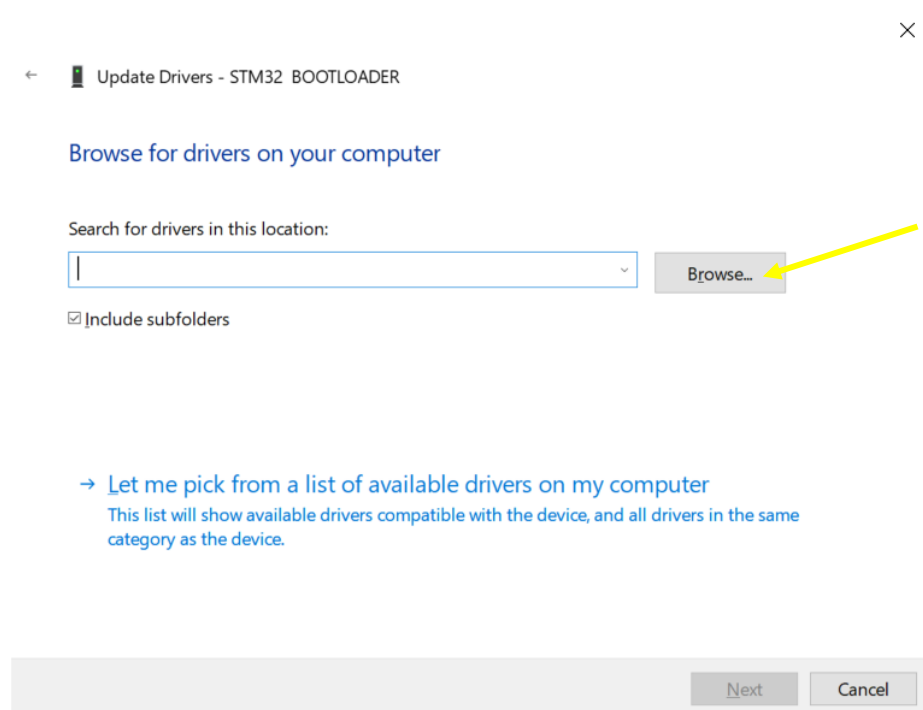 Update Drivers - STM32 BOOTLOADER
Browse for drivers on your computer
Search for drivers in this location:
Browse...
Include subfolders
Let me pick from a list of available drivers on my computer
This list will show available drivers compatible with the device, and all drivers in the same
category as the device.
Next
Cancel